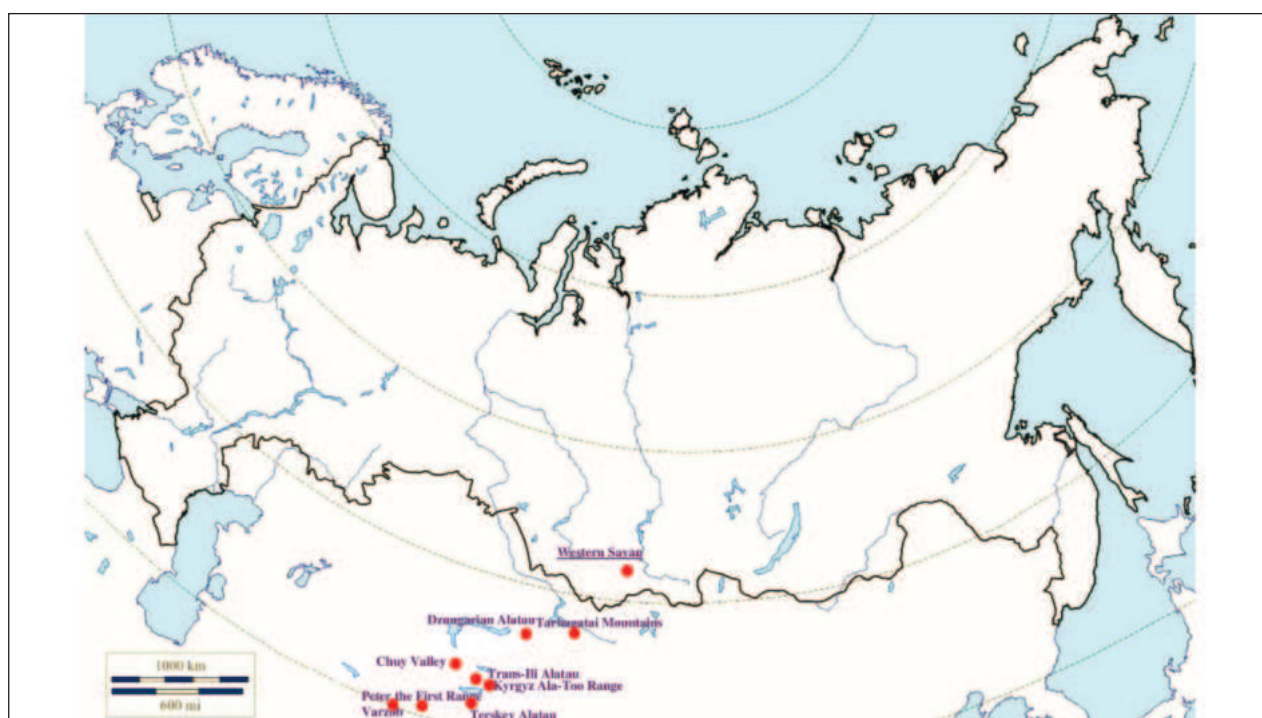 Western Sayan
Dzungarian Alatau
Tarbagatai Mountains
Chuy Valley
Trans-Ili Alatau
Kyrgyz Ala-Too Range
Peter the First Range
Varzob
Terskey Alatau
1000 km
600 mi